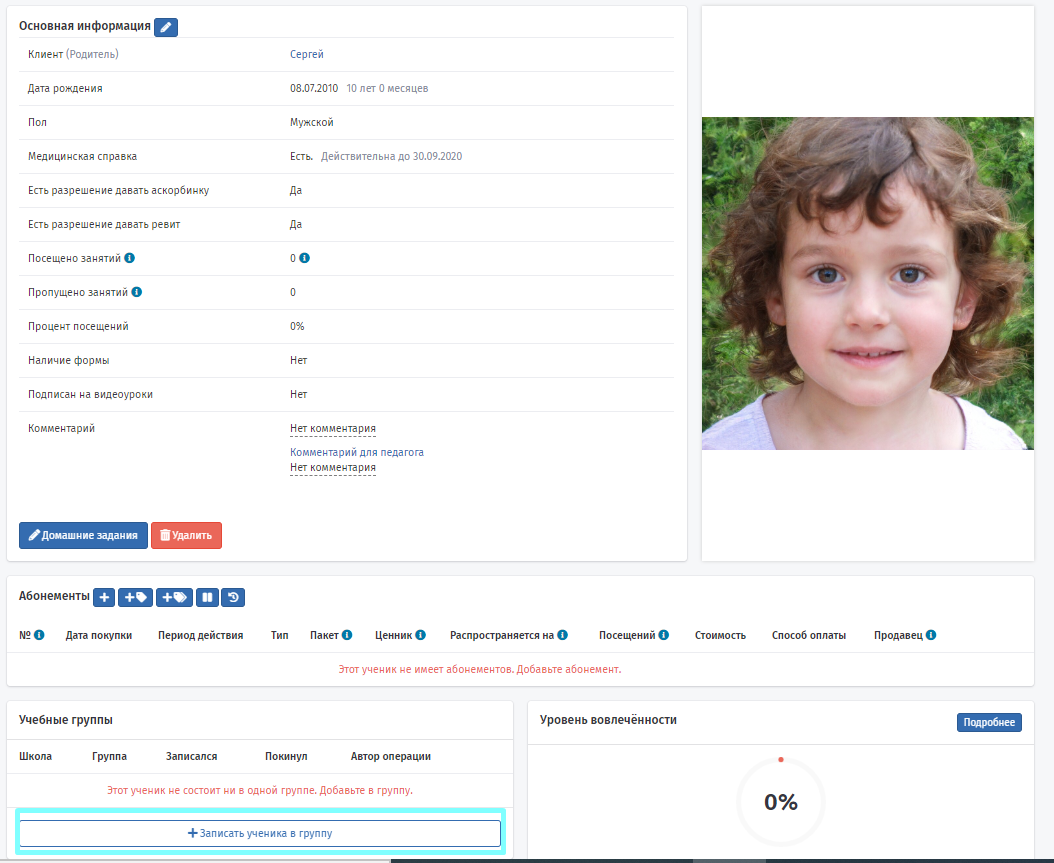 Основная информация
Клиент (Родитель) Сергей
Дата рождения 08.07.2010 10 лет 0 месяцев
Пол Мужской
Медицинская справка Есть. Действительна до 30.09.2020
Есть разрешение давать аскорбинку Да
Есть разрешение давать ревит Да
Посещено занятий 0
Пропущено занятий 0
Процент посещений 0%
Наличие формы Нет
Подписан на видеоуроки Нет
Комментарий Нет комментария
Комментарий для педагога
Нет комментария
Домашние задания Удалить
Абонементы
№ Дата покупки Период действия Тип Пакет Ценник Распространяется на Посещений Стоимость Способ оплаты Продавец
Этот ученик не имеет абонементов. Добавьте абонемент.
Учебные группы
Школа Группа Записался Покинул Автор операции
Этот ученик не состоит ни в одной группе. Добавьте в группу.
Записать ученика в группу
Уровень вовлечённости Подробнее
0%